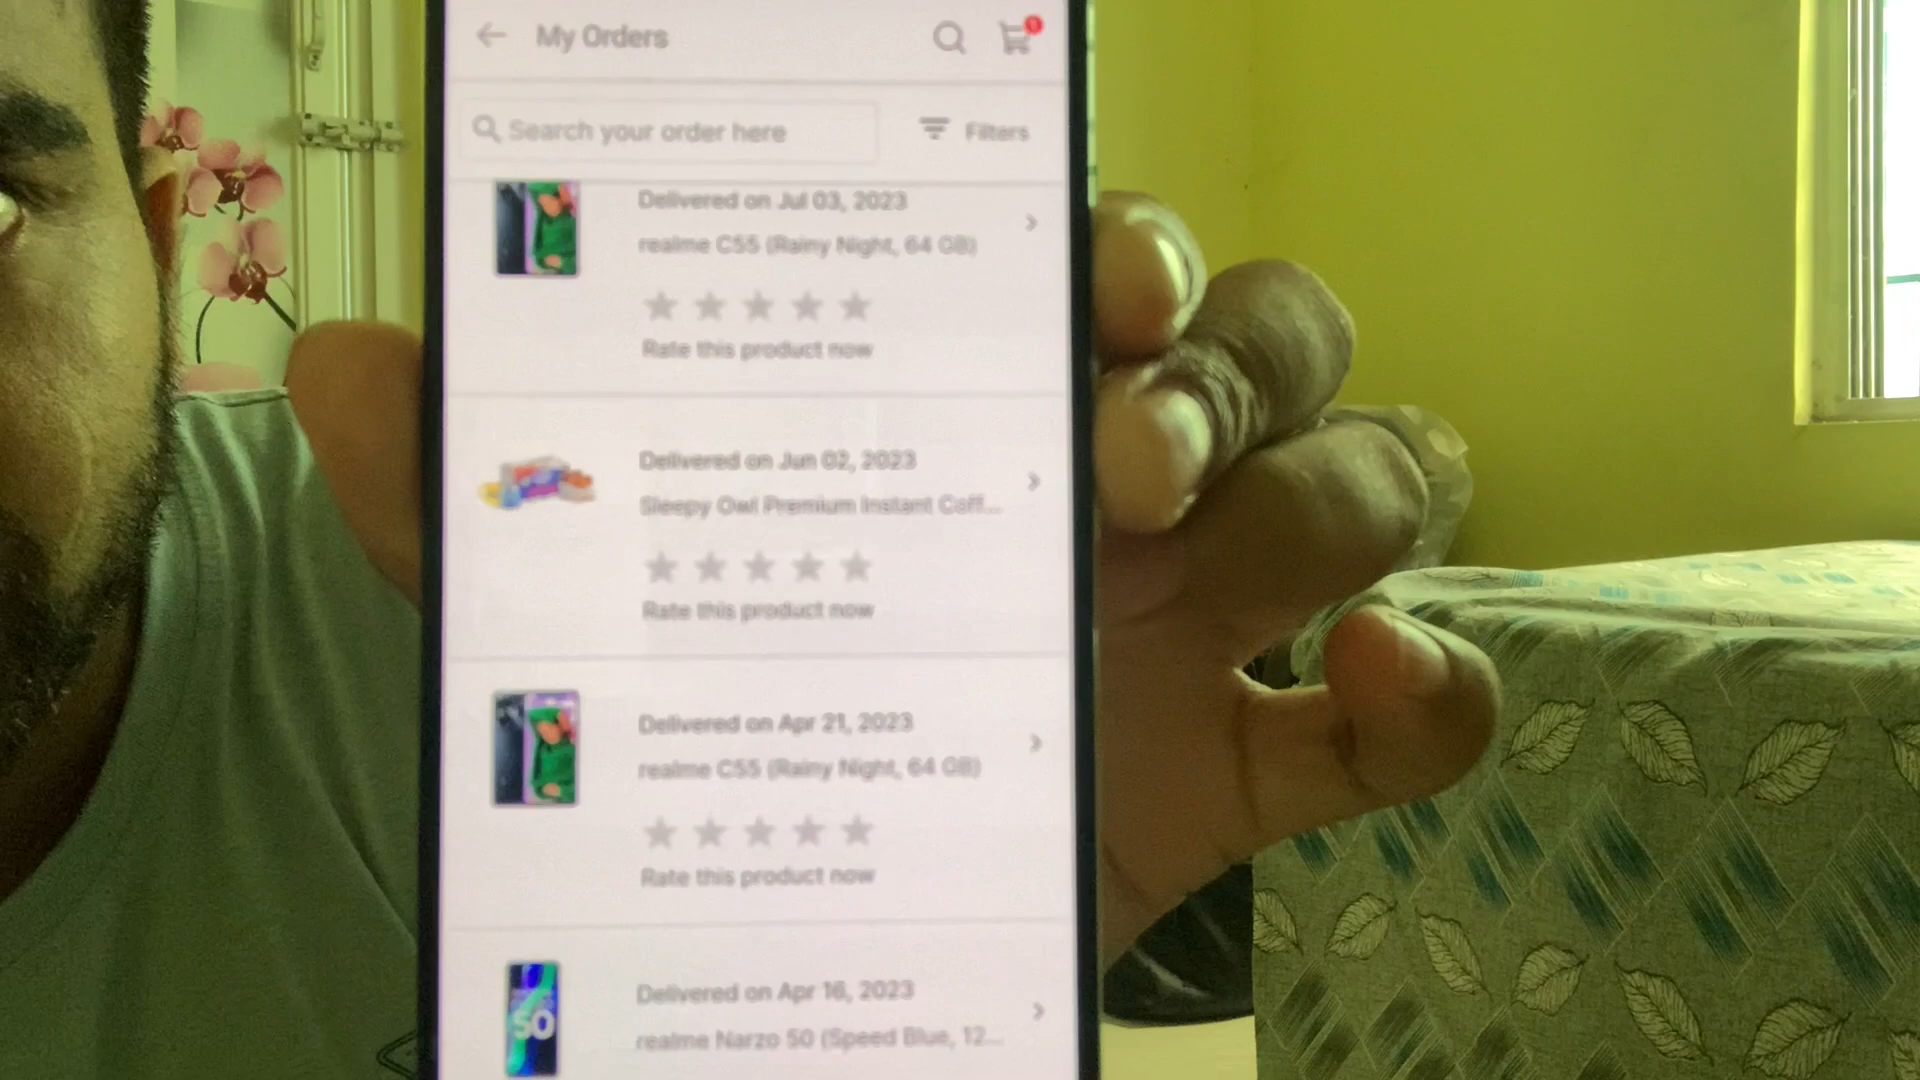 My Orders
1
Search your order here
Filters
Delivered on Jul 03, 2023
realme C55 (Rainy Night, 64 GB)
Rate this product now
Delivered on Jun 02, 2023
Sleepy Owl Premium Instant Coff...
Rate this product now
Delivered on Apr 21, 2023
realme C55 (Rainy Night, 64 GB)
Rate this product now
50
Delivered on Apr 16, 2023
realme Narzo 50 (Speed Blue, 12...